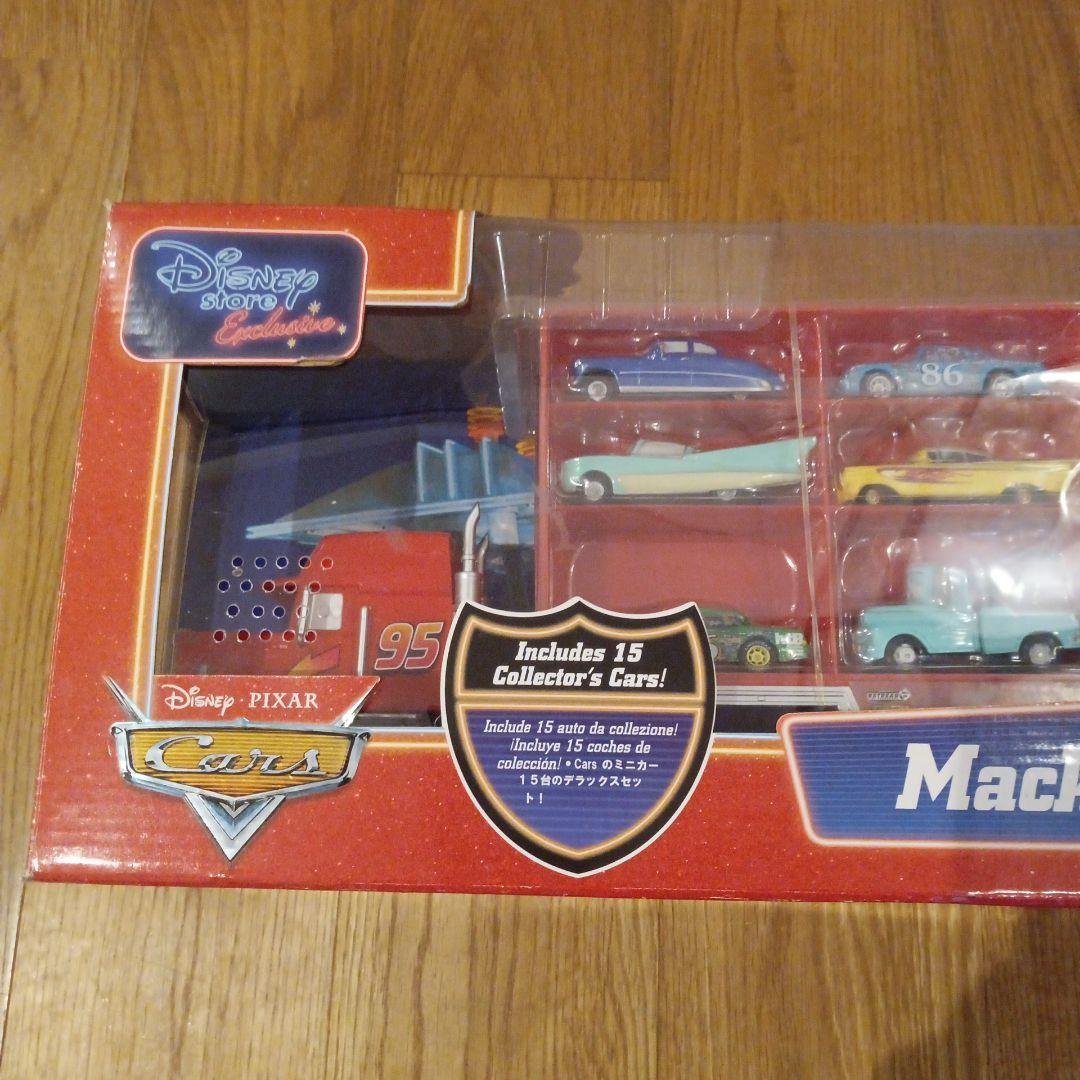 Disney
store
Exclusive
86
95
Includes 15
Collector's Cars!
Include 15 auto da collezione!
¡Incluye 15 coches de
colección! • Cars のミニカー
１５台のデラックスセッ
ト！
Disney • PIXAR
Cars
Mack